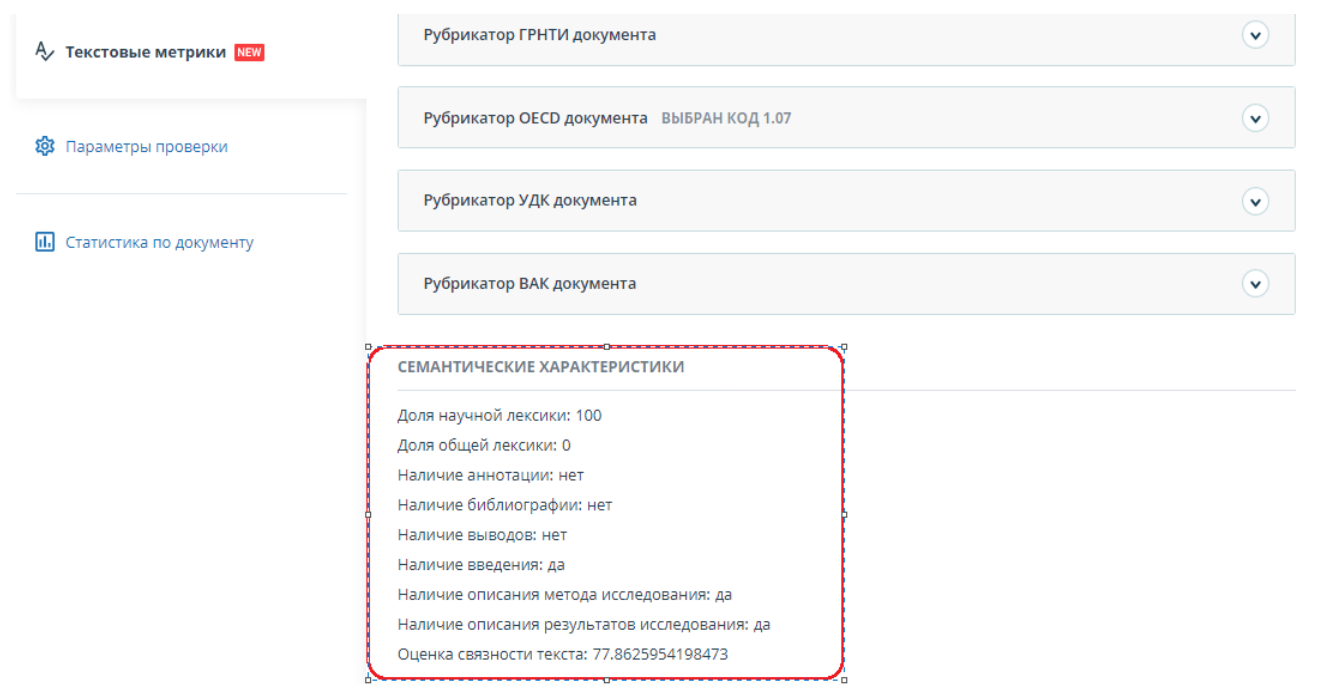 Текстовые метрики NEW
Параметры проверки
Статистика по документу
Рубрикатор ГРНТИ документа
Рубрикатор OECD документа ВЫБРАН КОД 1.07
Рубрикатор УДК документа
Рубрикатор ВАК документа
СЕМАНТИЧЕСКИЕ ХАРАКТЕРИСТИКИ
Доля научной лексики: 100
Доля общей лексики: 0
Наличие аннотации: нет
Наличие библиографии: нет
Наличие выводов: нет
Наличие введения: да
Наличие описания метода исследования: да
Наличие описания результатов исследования: да
Оценка связности текста: 77.8625954198473